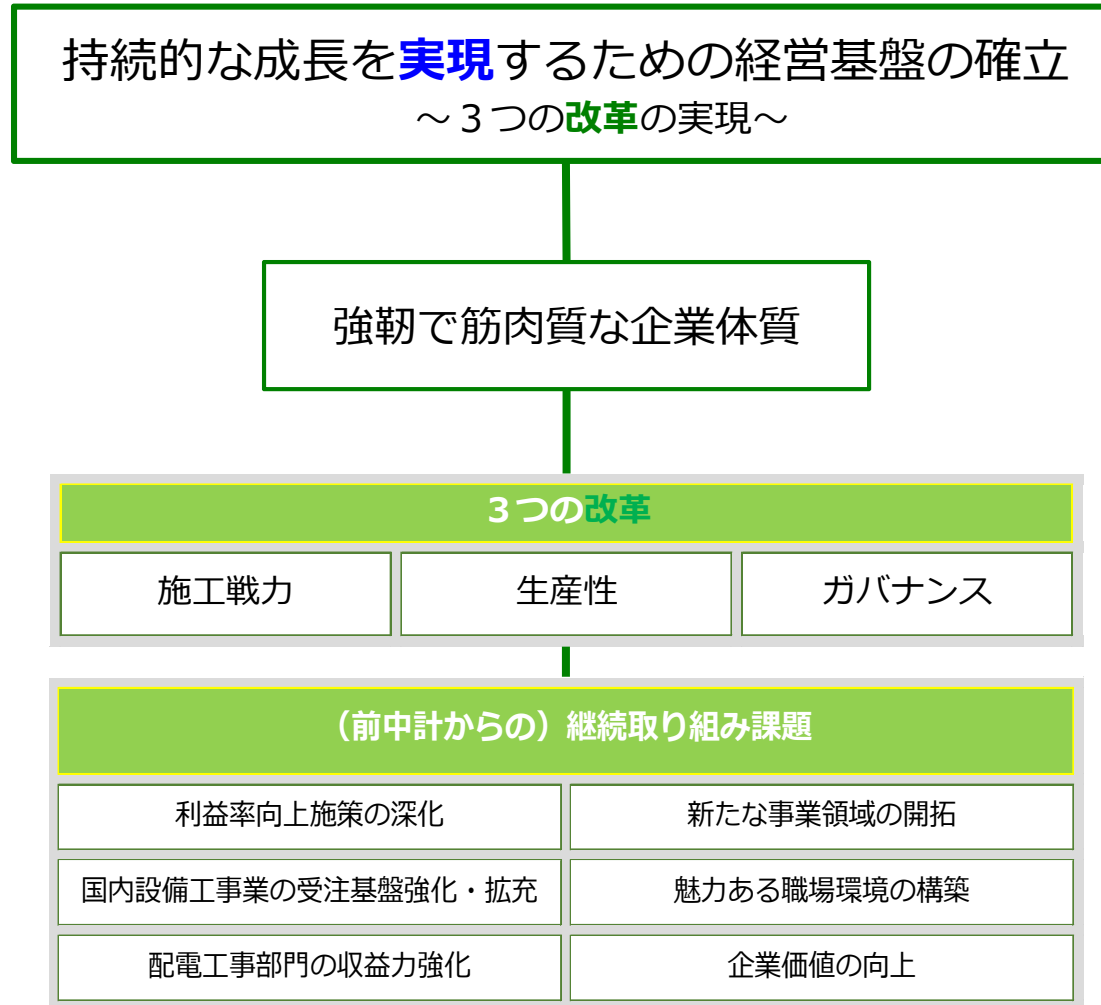 持続的な成長を実現するための経営基盤の確立
～３つの改革の実現～
強靭で筋肉質な企業体質
３つの改革
施工戦力
生産性
ガバナンス
（前中計からの）継続取り組み課題
利益率向上施策の深化
新たな事業領域の開拓
国内設備工事業の受注基盤強化・拡充
魅力ある職場環境の構築
配電工事部門の収益力強化
企業価値の向上